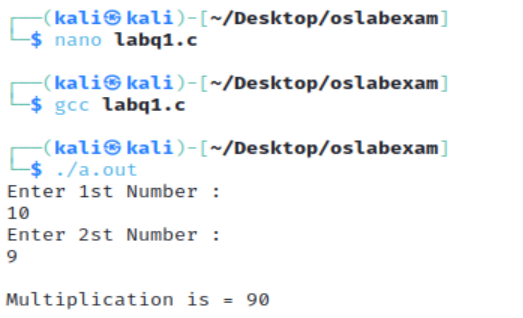 ┌──(kali㉿kali)-[~/Desktop/oslabexam]
└─$ nano labq1.c
┌──(kali㉿kali)-[~/Desktop/oslabexam]
└─$ gcc labq1.c
┌──(kali㉿kali)-[~/Desktop/oslabexam]
└─$ ./a.out
Enter 1st Number :
10
Enter 2st Number :
9
Multiplication is = 90